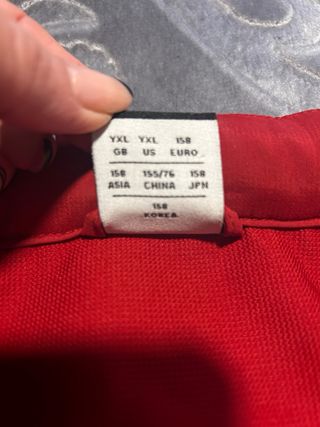 YXL YXL 158
GB US EURO
158 155/76 158
ASIA CHINA JPN
158
KOREA